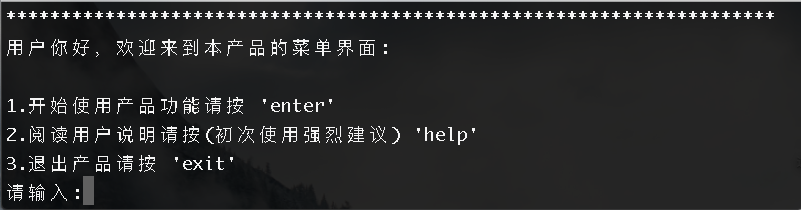 **********************************************************************
用户你好, 欢迎来到本产品的菜单界面:
1.开始使用产品功能请按 'enter'
2.阅读用户说明请按(初次使用强烈建议) 'help'
3.退出产品请按 'exit'
请输入: